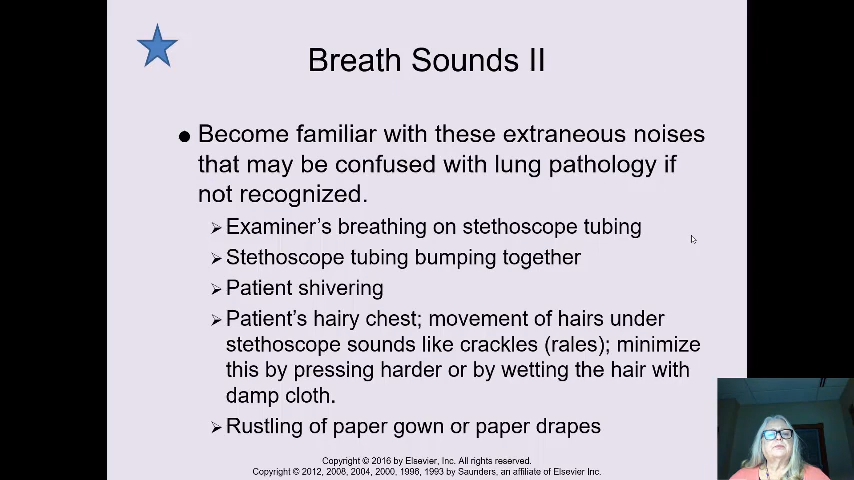 Breath Sounds II
● Become familiar with these extraneous noises
that may be confused with lung pathology if
not recognized.
➢ Examiner's breathing on stethoscope tubing
➢ Stethoscope tubing bumping together
➢ Patient shivering
➢ Patient's hairy chest; movement of hairs under
stethoscope sounds like crackles (rales); minimize
this by pressing harder or by wetting the hair with
damp cloth.
➢ Rustling of paper gown or paper drapes
Copyright © 2016 by Elsevier, Inc. All rights reserved.
Copyright © 2012, 2008, 2004, 2000, 1996, 1993 by Saunders, an affiliate of Elsevier Inc.